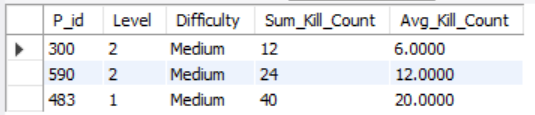 P_id Level Difficulty Sum_Kill_Count Avg_Kill_Count
300 2 Medium 12 6.0000
590 2 Medium 24 12.0000
483 1 Medium 40 20.0000